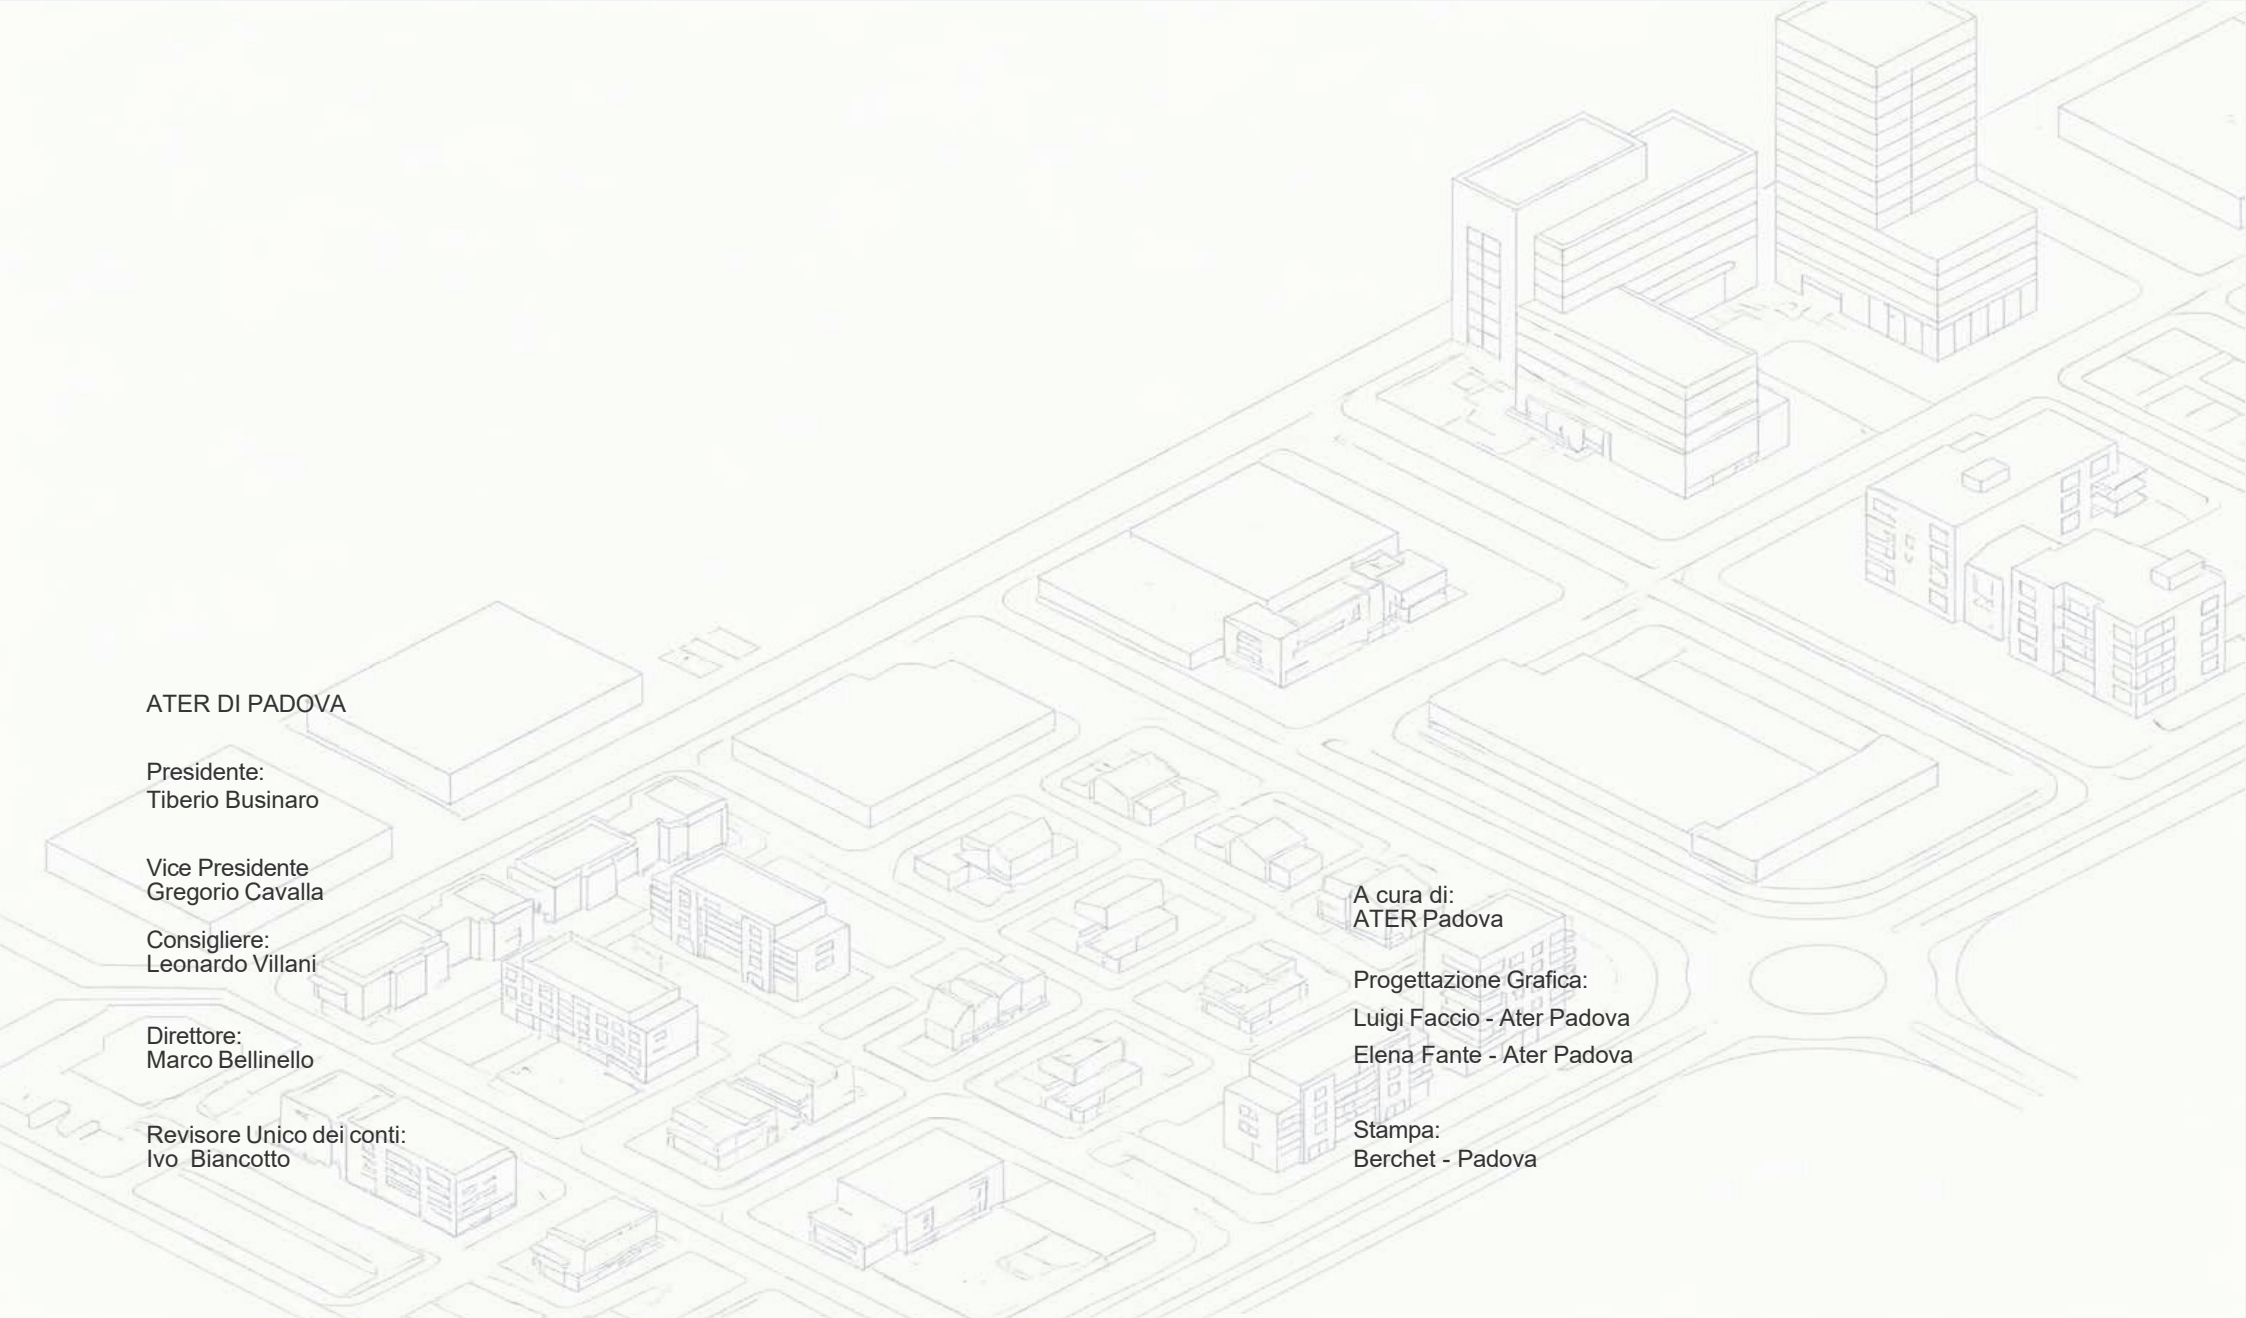 ATER DI PADOVA
Presidente:
Tiberio Businaro
Vice Presidente
Gregorio Cavalla
Consigliere:
Leonardo Villani
Direttore:
Marco Bellinello
Revisore Unico dei conti:
Ivo Biancotto
A cura di:
ATER Padova
Progettazione Grafica:
Luigi Faccio - Ater Padova
Elena Fante - Ater Padova
Stampa:
Berchet - Padova